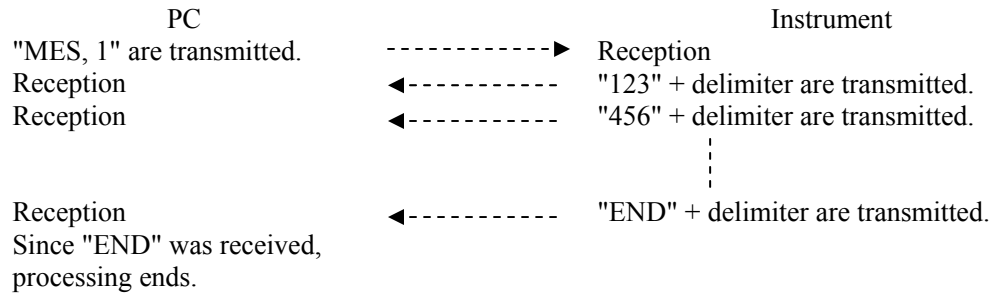 PC Instrument
"MES, 1" are transmitted. Reception
Reception "123" + delimiter are transmitted.
Reception "456" + delimiter are transmitted.
Reception "END" + delimiter are transmitted.
Since "END" was received,
processing ends.